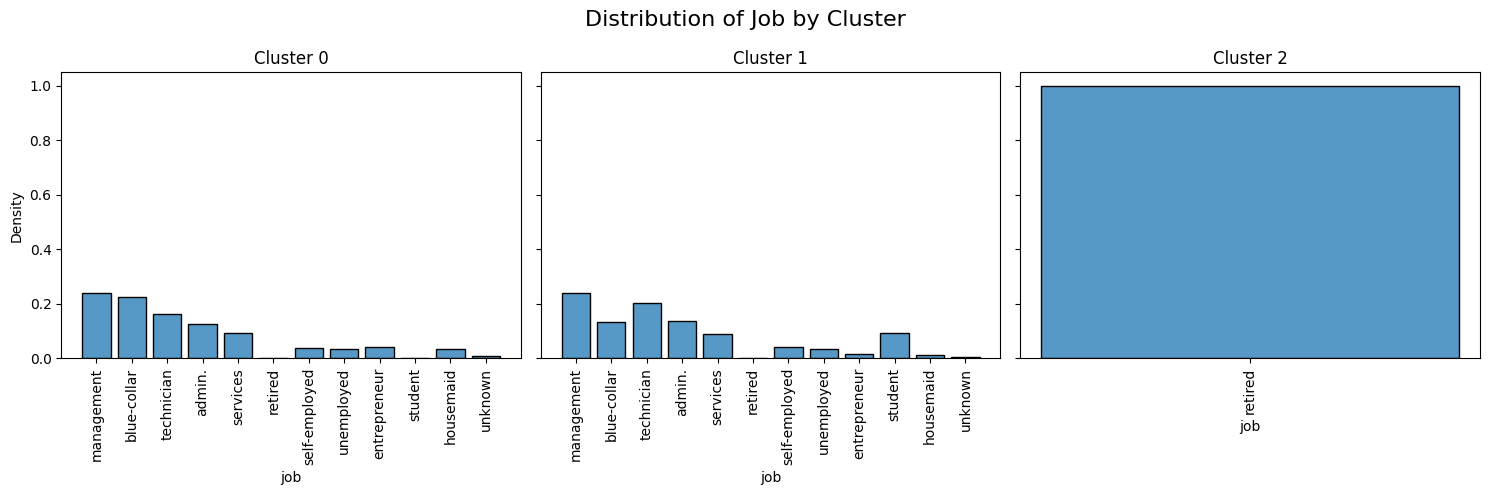 Distribution of Job by Cluster
Cluster 0
Cluster 1
Cluster 2
Density
1.0
0.8
0.6
0.4
0.2
0.0
management
blue-collar
technician
admin.
services
retired
self-employed
unemployed
entrepreneur
student
housemaid
unknown
job
management
blue-collar
technician
admin.
services
retired
self-employed
unemployed
entrepreneur
student
housemaid
unknown
job
retired
job